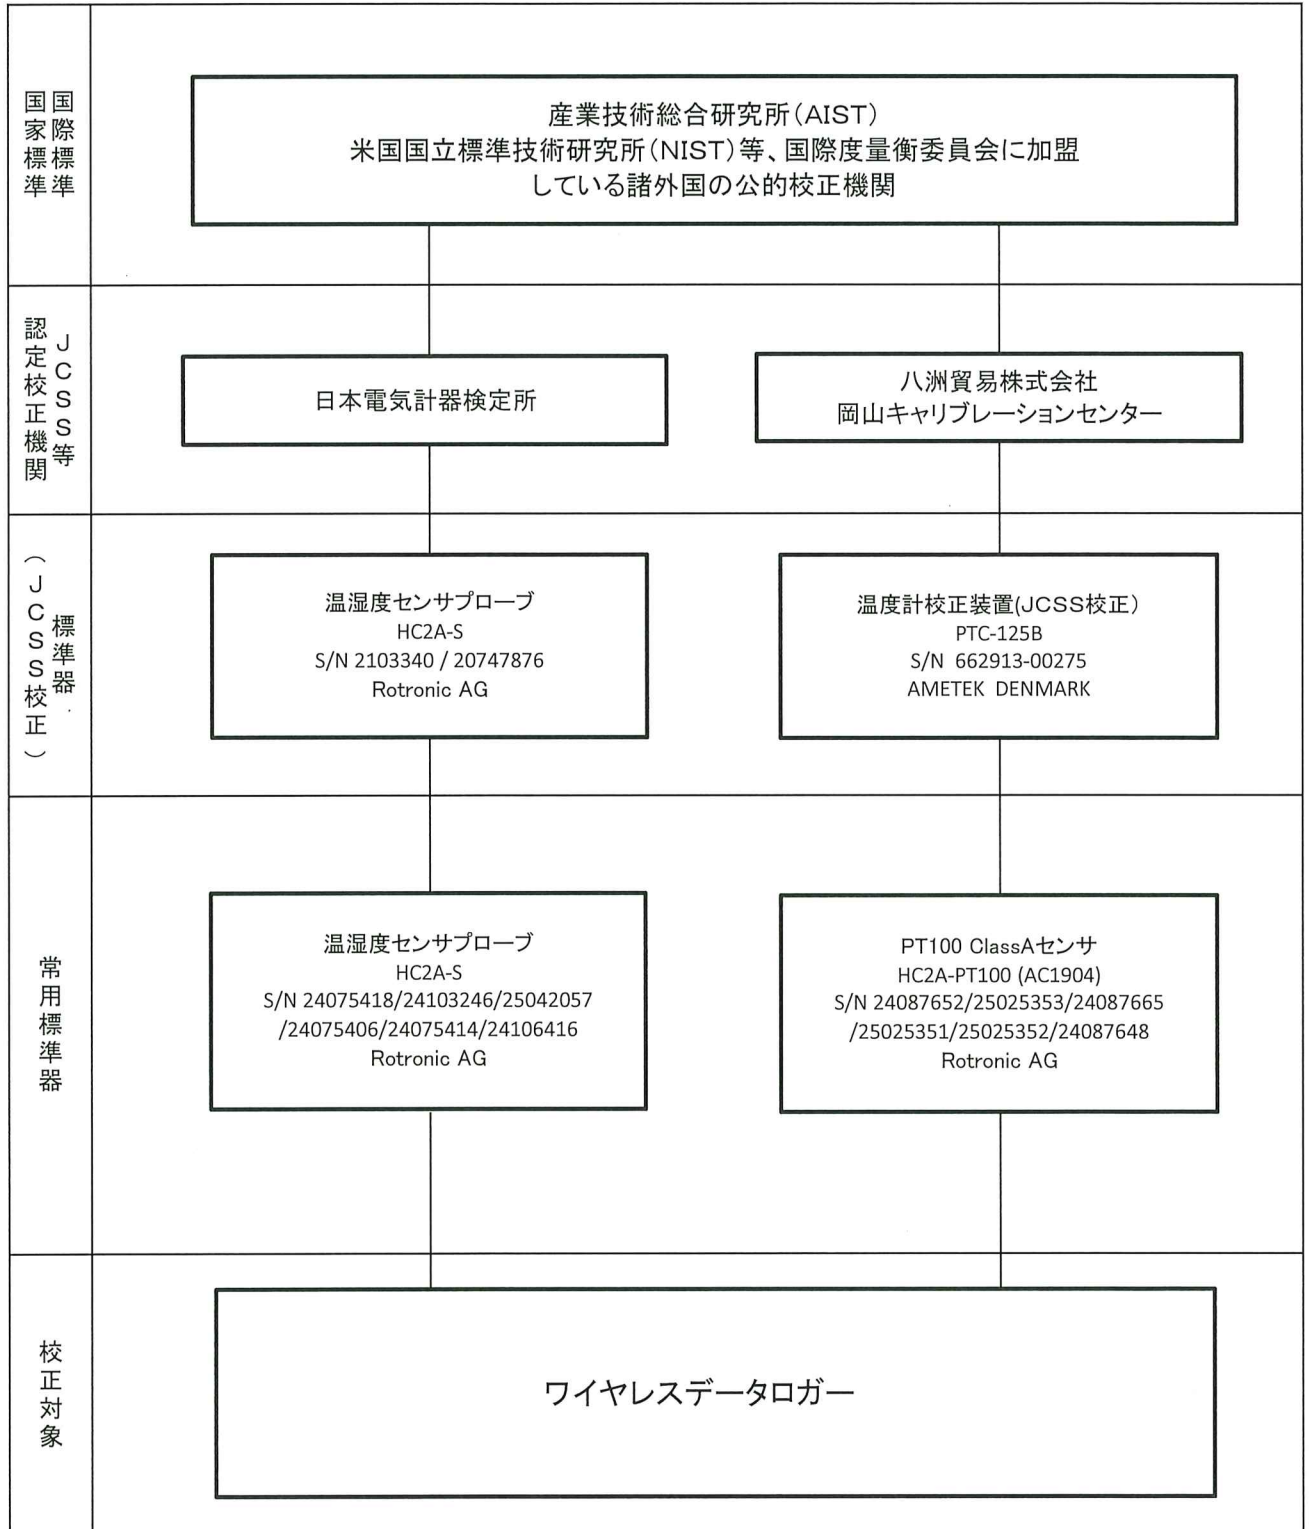 国際標準
国家標準
産業技術総合研究所（AIST）
米国国立標準技術研究所（NIST）等、国際度量衡委員会に加盟
している諸外国の公的校正機関
JCSS等
認定校正機関
日本電気計器検定所
八洲貿易株式会社
岡山キャリブレーションセンター
標準器
（JCSS校正）
温湿度センサプローブ
HC2A-S
S/N 2103340 / 20747876
Rotronic AG
温度計校正装置(JCSS校正）
PTC-125B
S/N 662913-00275
AMETEK DENMARK
常用標準器
温湿度センサプローブ
HC2A-S
S/N 24075418/24103246/25042057
/24075406/24075414/24106416
Rotronic AG
PT100 ClassAセンサ
HC2A-PT100 (AC1904)
S/N 24087652/25025353/24087665
/25025351/25025352/24087648
Rotronic AG
校正対象
ワイヤレスデータロガー